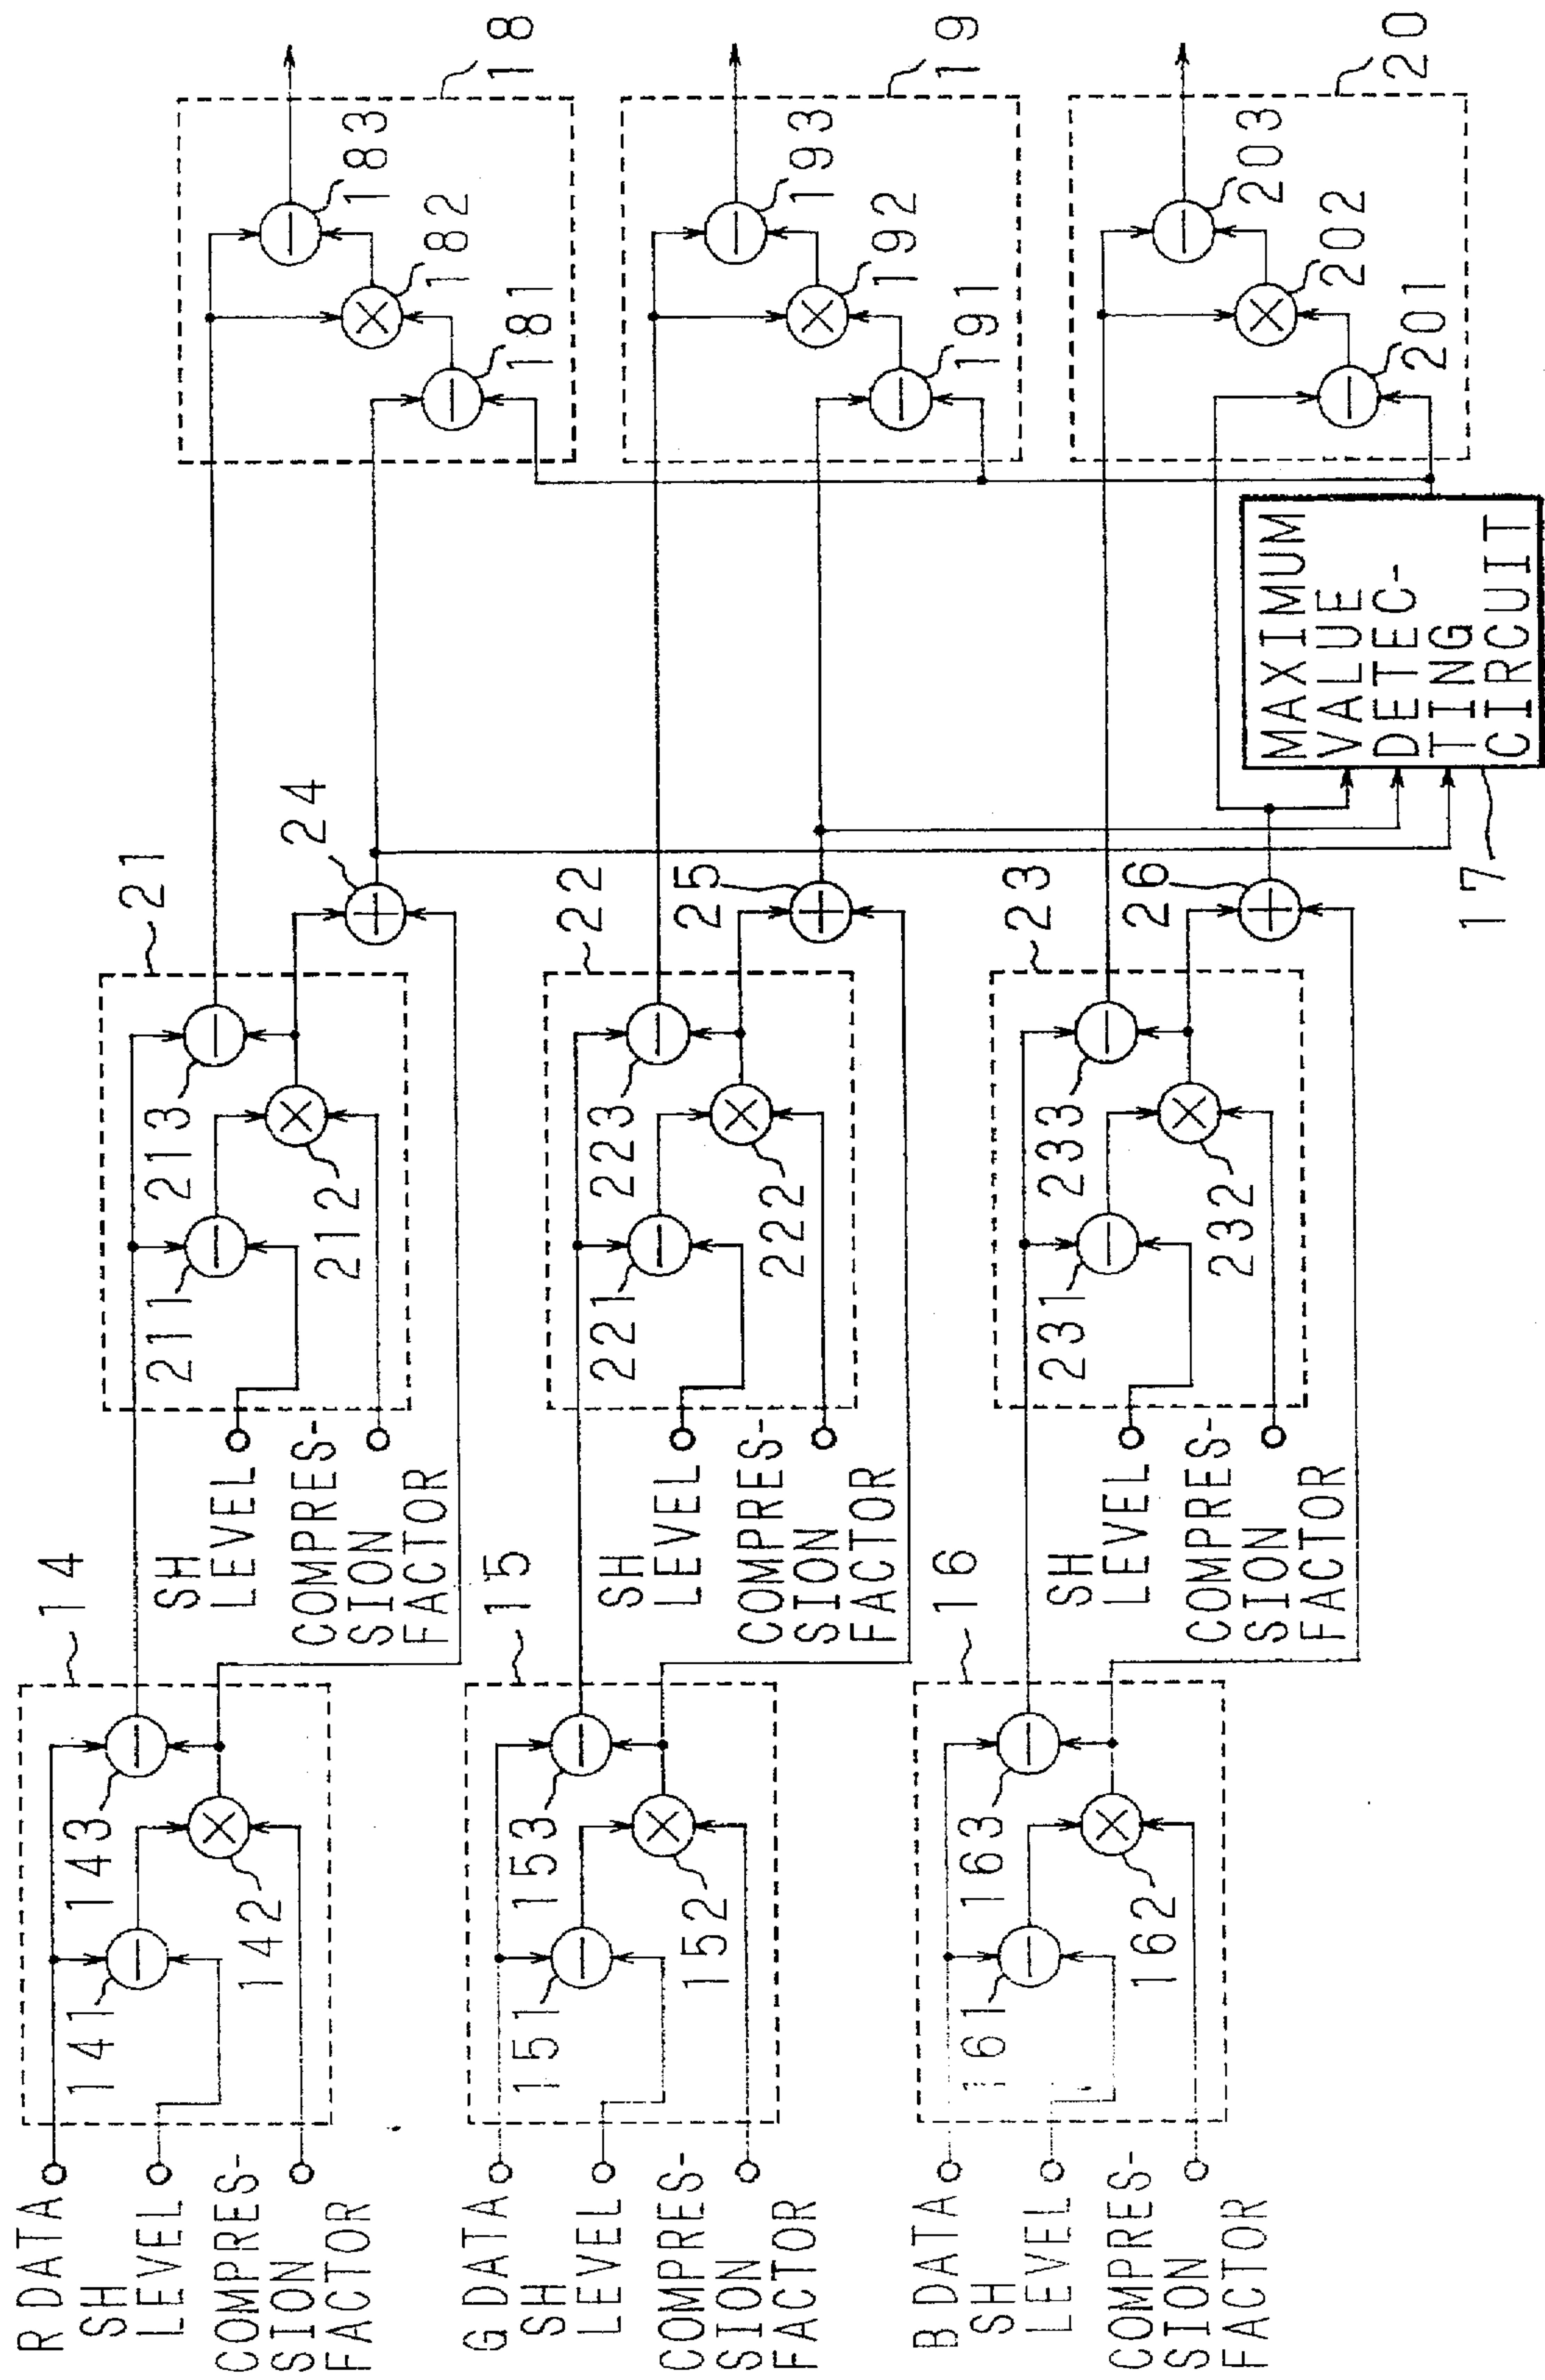 R DATA
SH
LEVEL
COMPRES-
SION
FACTOR
141
143
142
14
SH
LEVEL
COMPRES-
SION
FACTOR
211
213
212
21
24
183
182
181
18
G DATA
SH
LEVEL
COMPRES-
SION
FACTOR
151
153
152
15
SH
LEVEL
COMPRES-
SION
FACTOR
221
223
222
22
25
193
192
191
19
B DATA
SH
LEVEL
COMPRES-
SION
FACTOR
161
163
162
16
SH
LEVEL
COMPRES-
SION
FACTOR
231
233
232
23
26
MAXIMUM
VALUE
DETEC-
TING
CIRCUIT
17
203
202
201
20